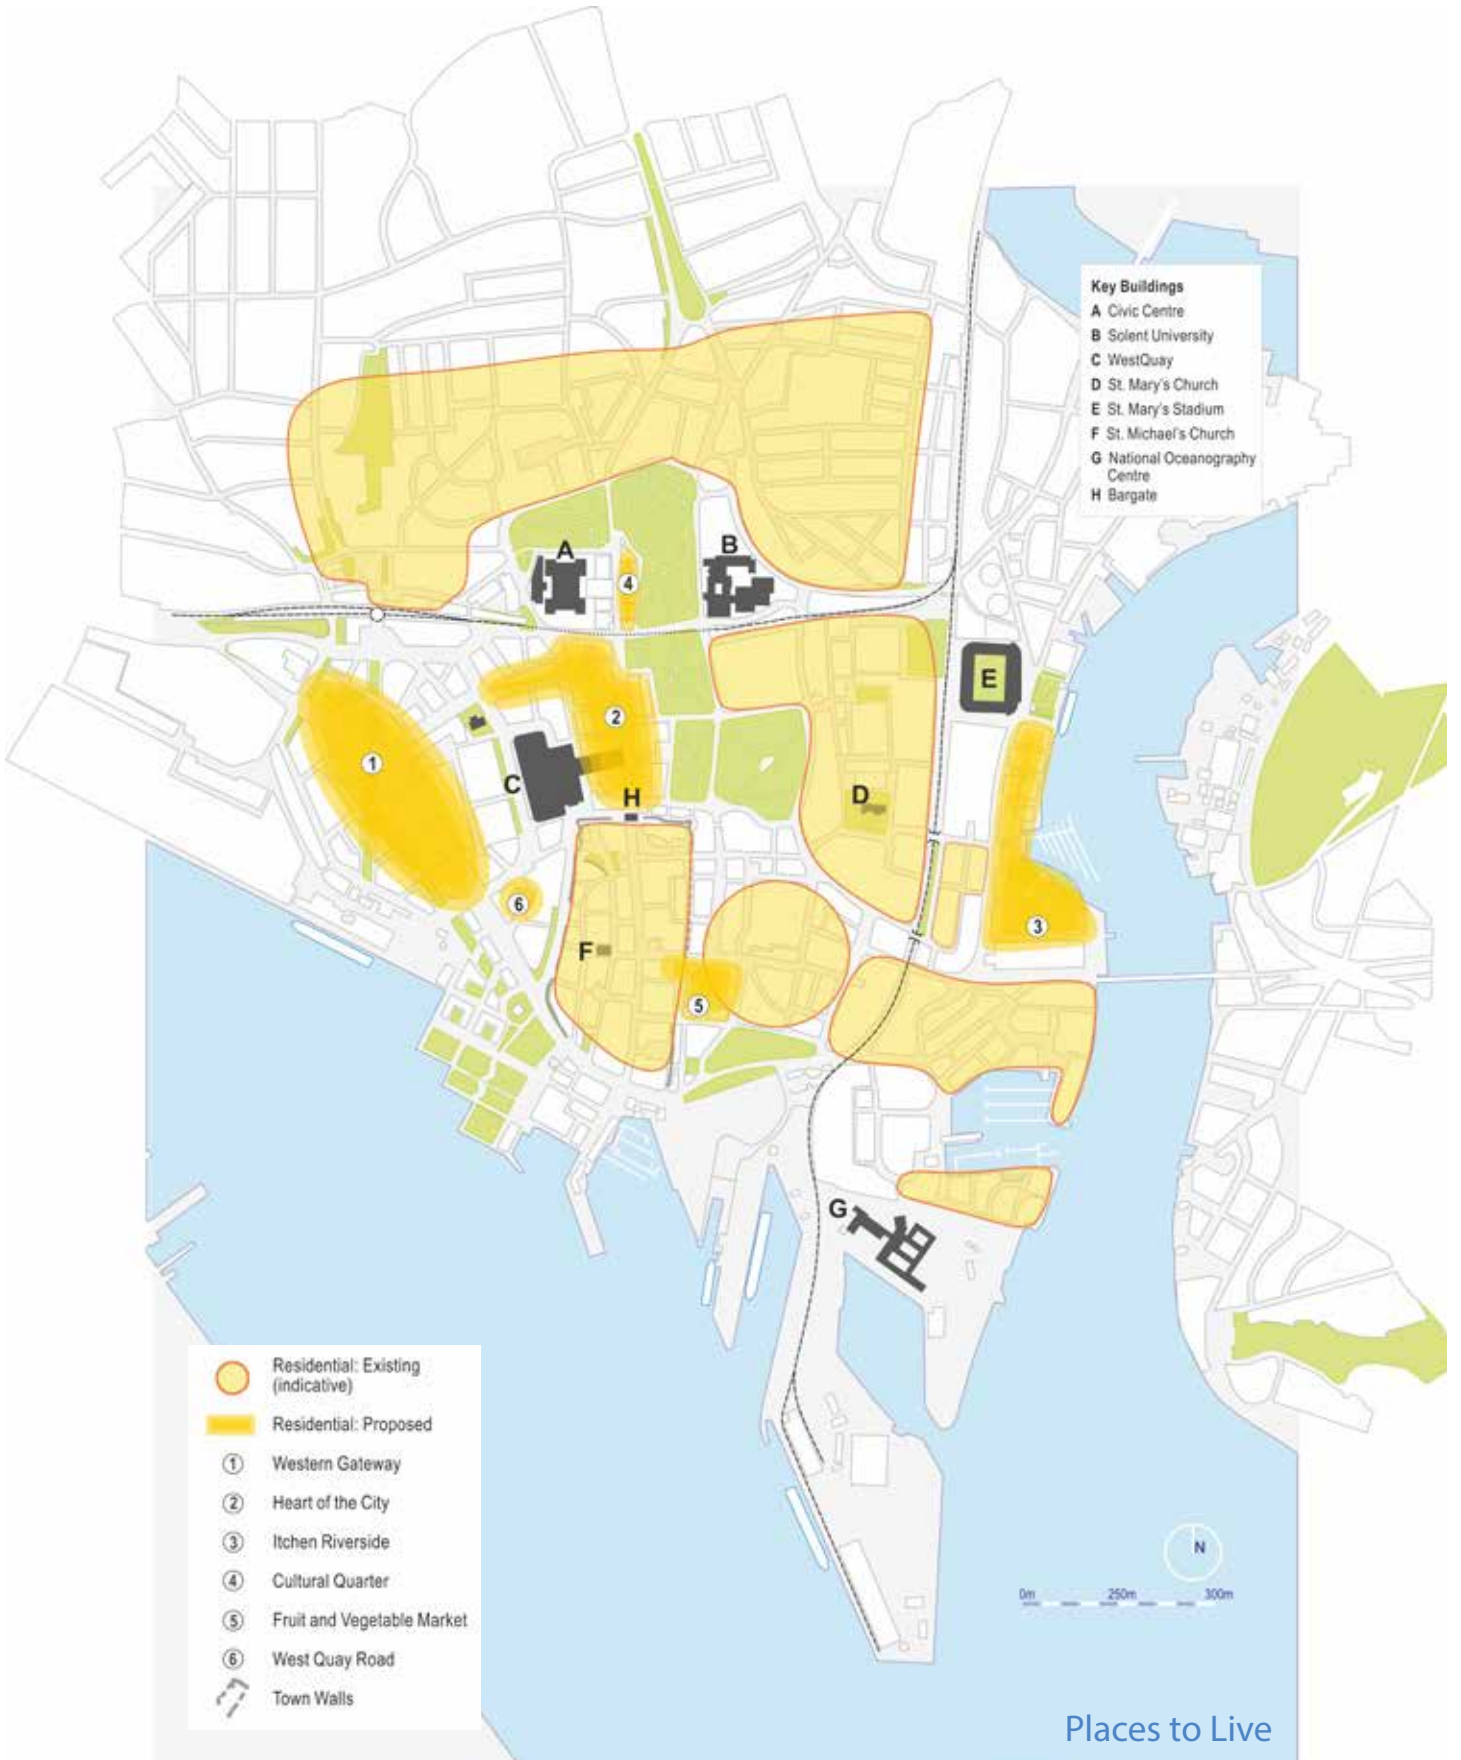 Key Buildings
A Civic Centre
B Solent University
C WestQuay
D St. Mary's Church
E St. Mary's Stadium
F St. Michael's Church
G National Oceanography
Centre
H Bargate
A
B
4
E
2
1
C
H
D
6
3
F
5
G
Residential: Existing
(indicative)
Residential: Proposed
1 Western Gateway
2 Heart of the City
3 Itchen Riverside
4 Cultural Quarter
5 Fruit and Vegetable Market
6 West Quay Road
Town Walls
N
0m 250m 300m
Places to Live